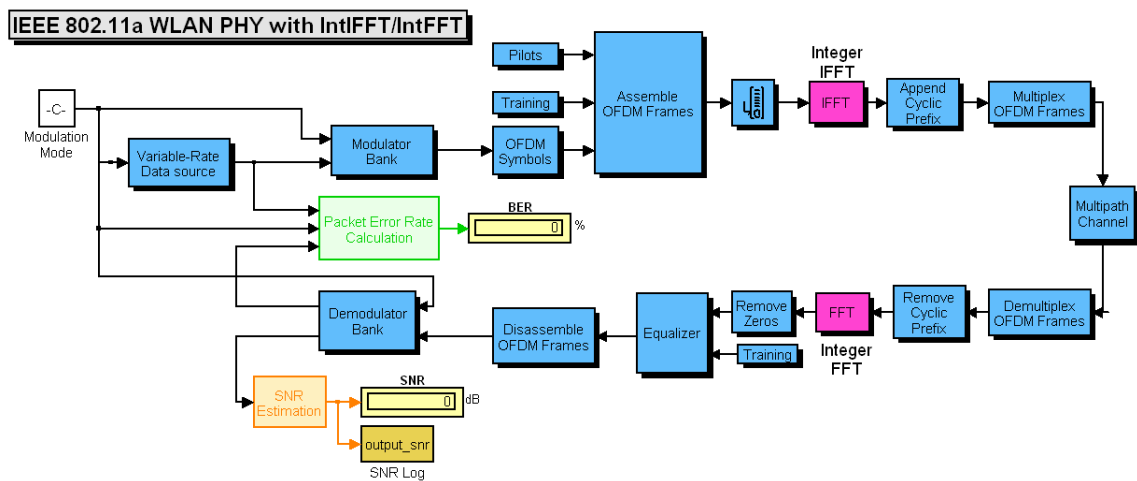 IEEE 802.11a WLAN PHY with IntIFFT/IntFFT
Pilots
Training
OFDM
Symbols
Assemble
OFDM Frames
Integer
IFFT
IFFT
Append
Cyclic
Prefix
Multiplex
OFDM Frames
-C-
Modulation
Mode
Variable-Rate
Data source
Modulator
Bank
Packet Error Rate
Calculation
BER
0
%
Multipath
Channel
Demodulator
Bank
Disassemble
OFDM Frames
Equalizer
Remove
Zeros
Training
FFT
Integer
FFT
Remove
Cyclic
Prefix
Demultiplex
OFDM Frames
SNR
Estimation
SNR
0
dB
output_snr
SNR Log